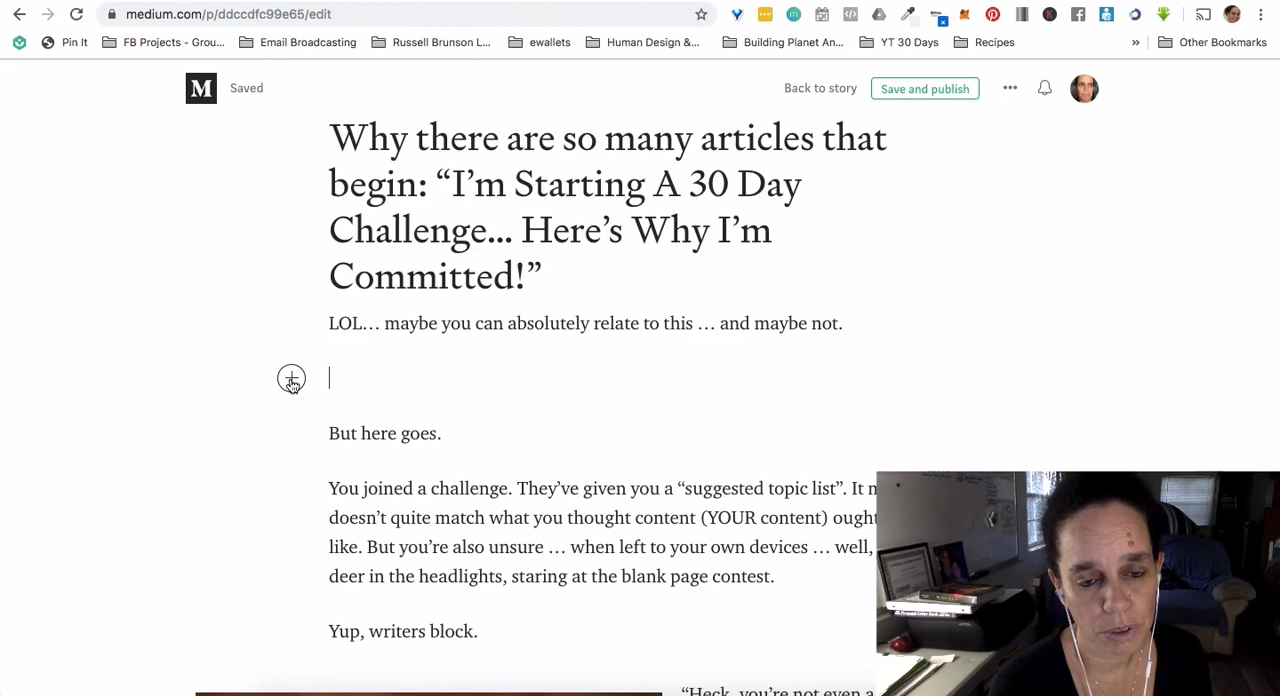 medium.com/p/ddccdfc99e65/edit
Pin It
FB Projects - Grou...
Email Broadcasting
Russell Brunson L...
ewallets
Human Design &...
Building Planet An...
YT 30 Days
Recipes
»
Other Bookmarks
M
Saved
Back to story
Save and publish
Why there are so many articles that
begin: “I’m Starting A 30 Day
Challenge... Here’s Why I’m
Committed!”
LOL… maybe you can absolutely relate to this … and maybe not.
But here goes.
You joined a challenge. They’ve given you a “suggested topic list”. It
doesn’t quite match what you thought content (YOUR content) ought
like. But you’re also unsure … when left to your own devices … well,
deer in the headlights, staring at the blank page contest.
Yup, writers block.
“Heck, you’re not even a